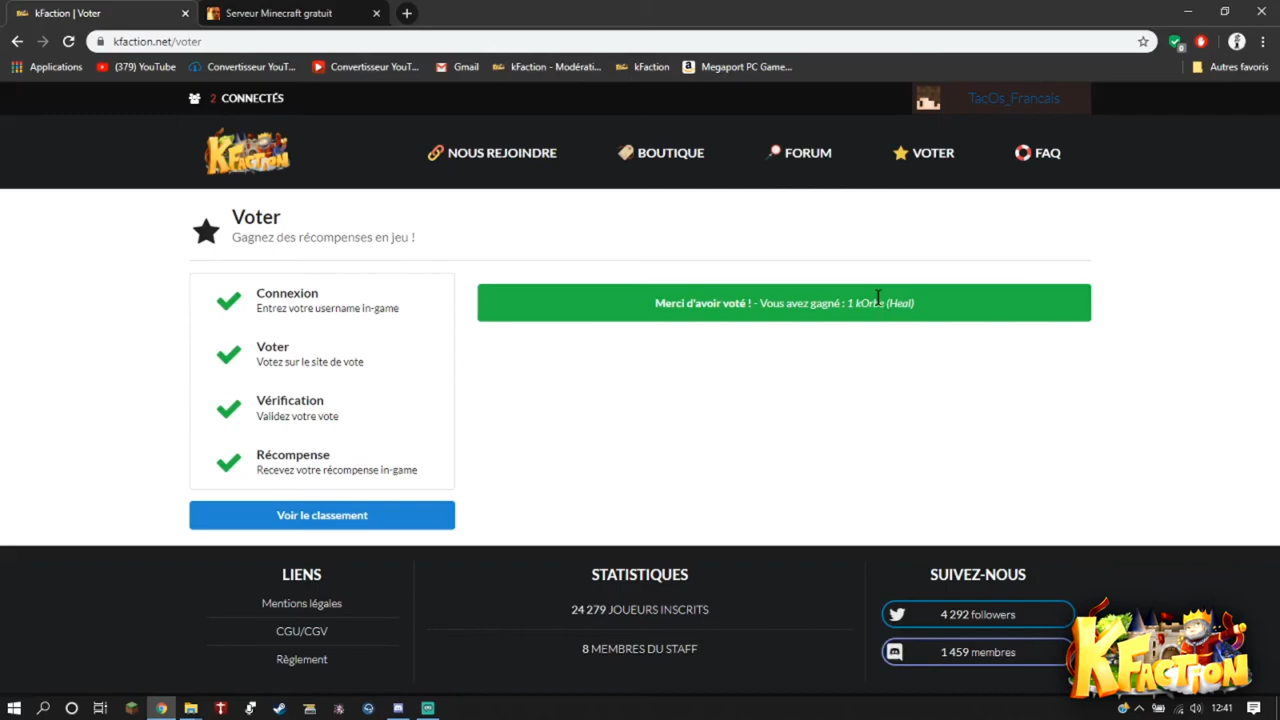 kFaction | Voter
Serveur Minecraft gratuit
kfaction.net/voter
Applications
(379) YouTube
Convertisseur YouT...
Convertisseur YouT...
Gmail
kFaction - Modérati...
kFaction
Megaport PC Game...
Autres favoris
2 CONNECTÉS
TacOs_Francais
KFACTION
NOUS REJOINDRE
BOUTIQUE
FORUM
VOTER
FAQ
Voter
Gagnez des récompenses en jeu !
Connexion
Entrez votre username in-game
Voter
Votez sur le site de vote
Vérification
Validez votre vote
Récompense
Recevez votre récompense in-game
Voir le classement
Merci d'avoir voté ! - Vous avez gagné : 1 (Heal)
LIENS
Mentions légales
CGU/CGV
Règlement
STATISTIQUES
24 279 JOUEURS INSCRITS
8 MEMBRES DU STAFF
SUIVEZ-NOUS
4 292 followers
1 459 membres
KFACTION
12:41